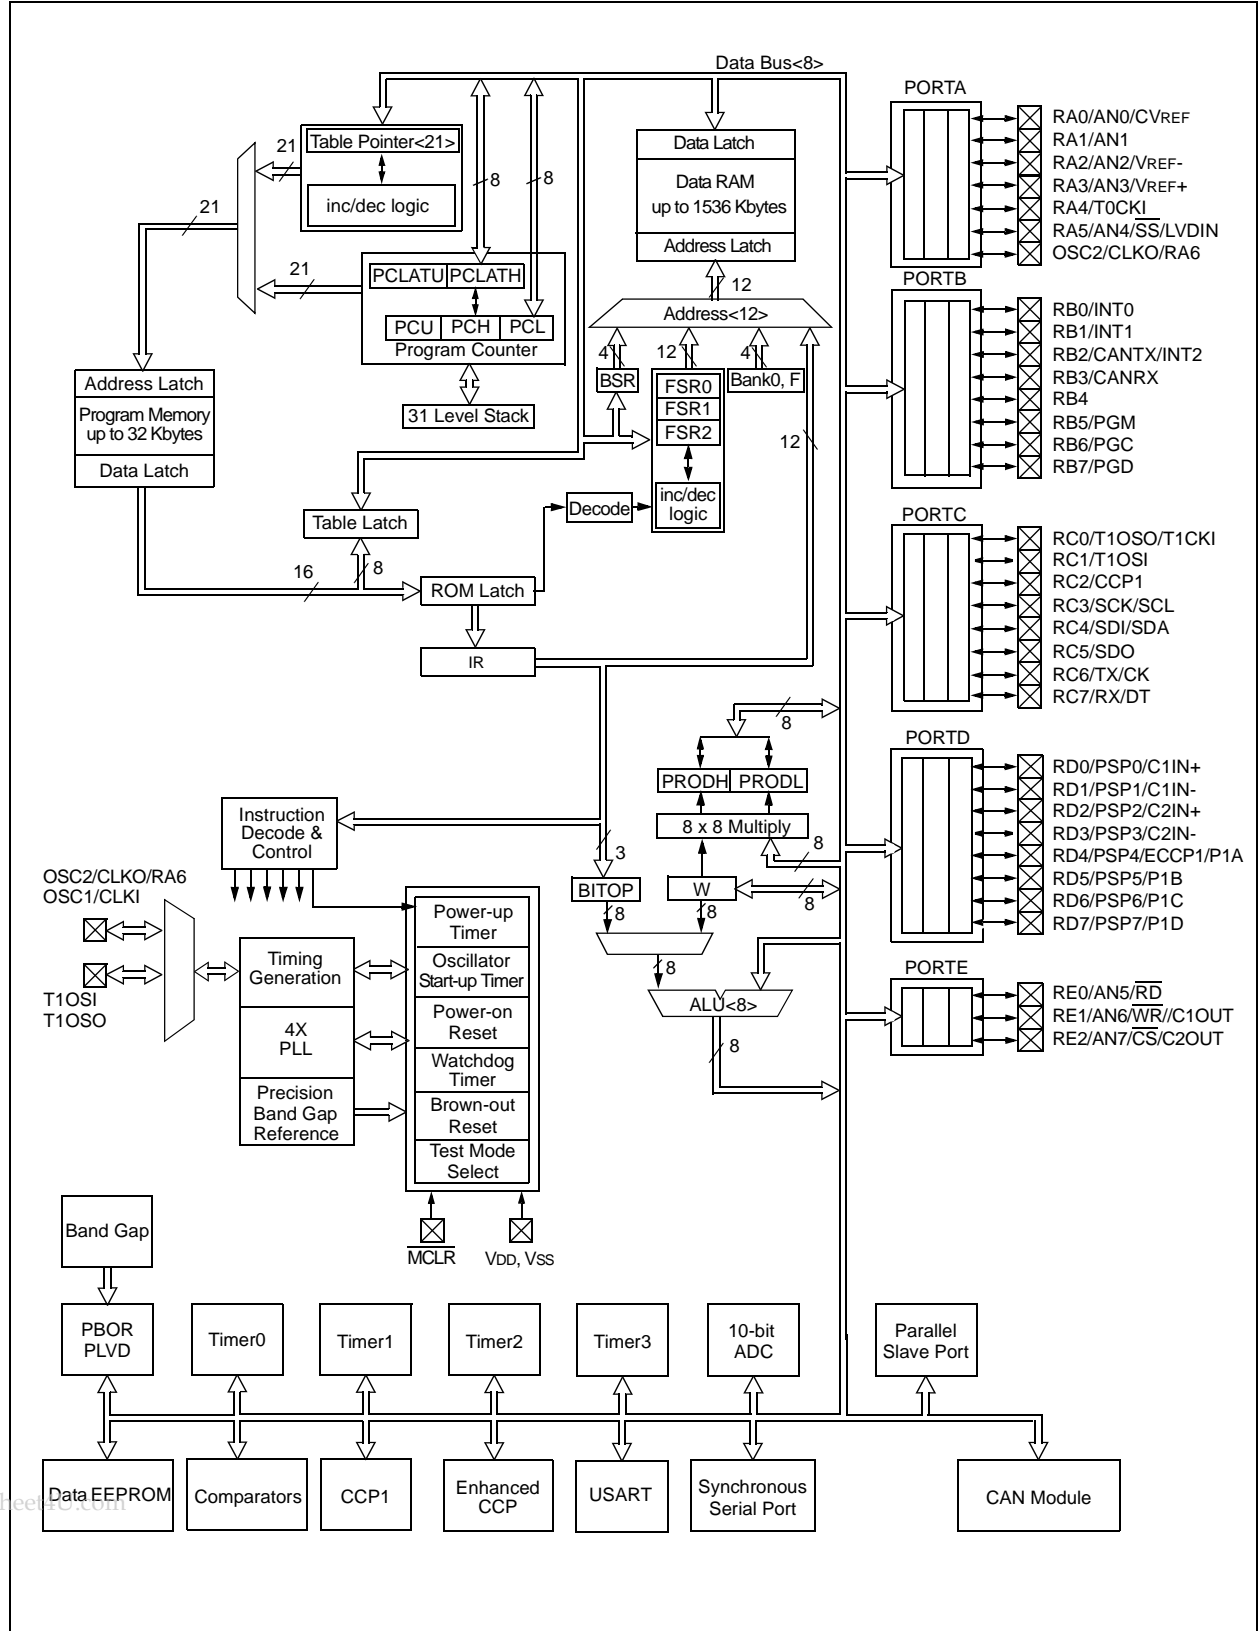 Data Bus<8>
Table Pointer<21>
inc/dec logic
21
21
21
8
8
PCLATU PCLATH
PCU PCH PCL
Program Counter
31 Level Stack
Data Latch
Data RAM
up to 1536 Kbytes
Address Latch
12
Address<12>
4
12
4
12
BSR
FSR0
FSR1
FSR2
inc/dec
logic
Bank0, F
Address Latch
Program Memory
up to 32 Kbytes
Data Latch
Table Latch
16
8
Decode
ROM Latch
IR
8
PRODH PRODL
8 x 8 Multiply
8
3
BITOP
W
8
8
8
8
ALU<8>
8
Instruction
Decode &
Control
OSC2/CLKO/RA6
OSC1/CLKI
T1OSI
T1OSO
Timing
Generation
4X
PLL
Precision
Band Gap
Reference
Power-up
Timer
Oscillator
Start-up Timer
Power-on
Reset
Watchdog
Timer
Brown-out
Reset
Test Mode
Select
MCLR
VDD, VSS
PORTA
RA0/AN0/CVREF
RA1/AN1
RA2/AN2/VREF-
RA3/AN3/VREF+
RA4/T0CKI
RA5/AN4/SS/LVDIN
OSC2/CLKO/RA6
PORTB
RB0/INT0
RB1/INT1
RB2/CANTX/INT2
RB3/CANRX
RB4
RB5/PGM
RB6/PGC
RB7/PGD
PORTC
RC0/T1OSO/T1CKI
RC1/T1OSI
RC2/CCP1
RC3/SCK/SCL
RC4/SDI/SDA
RC5/SDO
RC6/TX/CK
RC7/RX/DT
PORTD
RD0/PSP0/C1IN+
RD1/PSP1/C1IN-
RD2/PSP2/C2IN+
RD3/PSP3/C2IN-
RD4/PSP4/ECCP1/P1A
RD5/PSP5/P1B
RD6/PSP6/P1C
RD7/PSP7/P1D
PORTE
RE0/AN5/RD
RE1/AN6/WR//C1OUT
RE2/AN7/CS/C2OUT
Band Gap
PBOR
PLVD
Timer0
Timer1
Timer2
Timer3
10-bit
ADC
Parallel
Slave Port
Data EEPROM
Comparators
CCP1
Enhanced
CCP
USART
Synchronous
Serial Port
CAN Module
heet4U.com